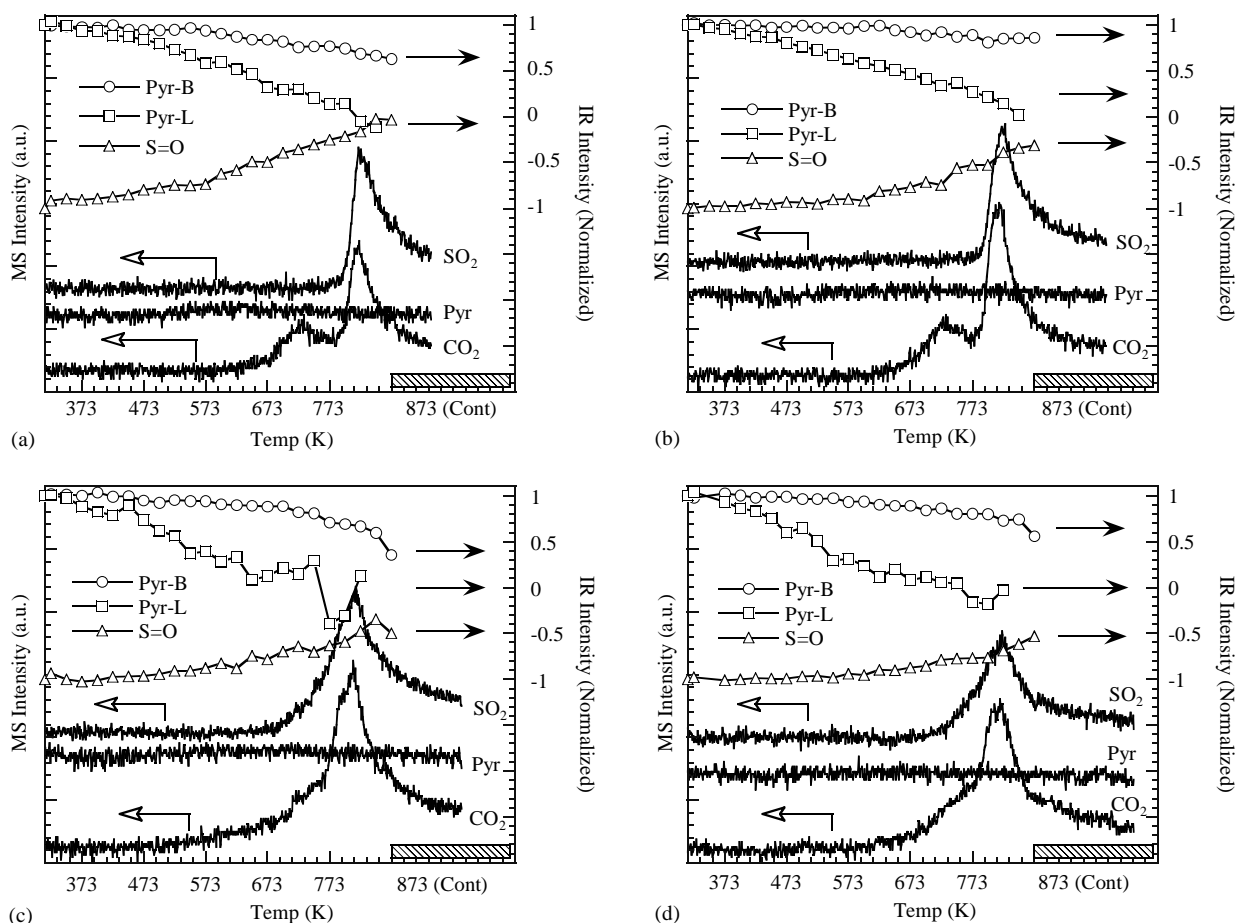 MS Intensity (a.u.)
Pyr-B
Pyr-L
S=O
SO2
Pyr
CO2
1
0.5
0
-0.5
-1
IR Intensity (Normalized)
373 473 573 673 773 873 (Cont)
Temp (K)
(a)
MS Intensity (a.u.)
Pyr-B
Pyr-L
S=O
SO2
Pyr
CO2
1
0.5
0
-0.5
-1
IR Intensity (Normalized)
373 473 573 673 773 873 (Cont)
Temp (K)
(b)
MS Intensity (a.u.)
Pyr-B
Pyr-L
S=O
SO2
Pyr
CO2
1
0.5
0
-0.5
-1
IR Intensity (Normalized)
373 473 573 673 773 873 (Cont)
Temp (K)
(c)
MS Intensity (a.u.)
Pyr-B
Pyr-L
S=O
SO2
Pyr
CO2
1
0.5
0
-0.5
-1
IR Intensity (Normalized)
373 473 573 673 773 873 (Cont)
Temp (K)
(d)